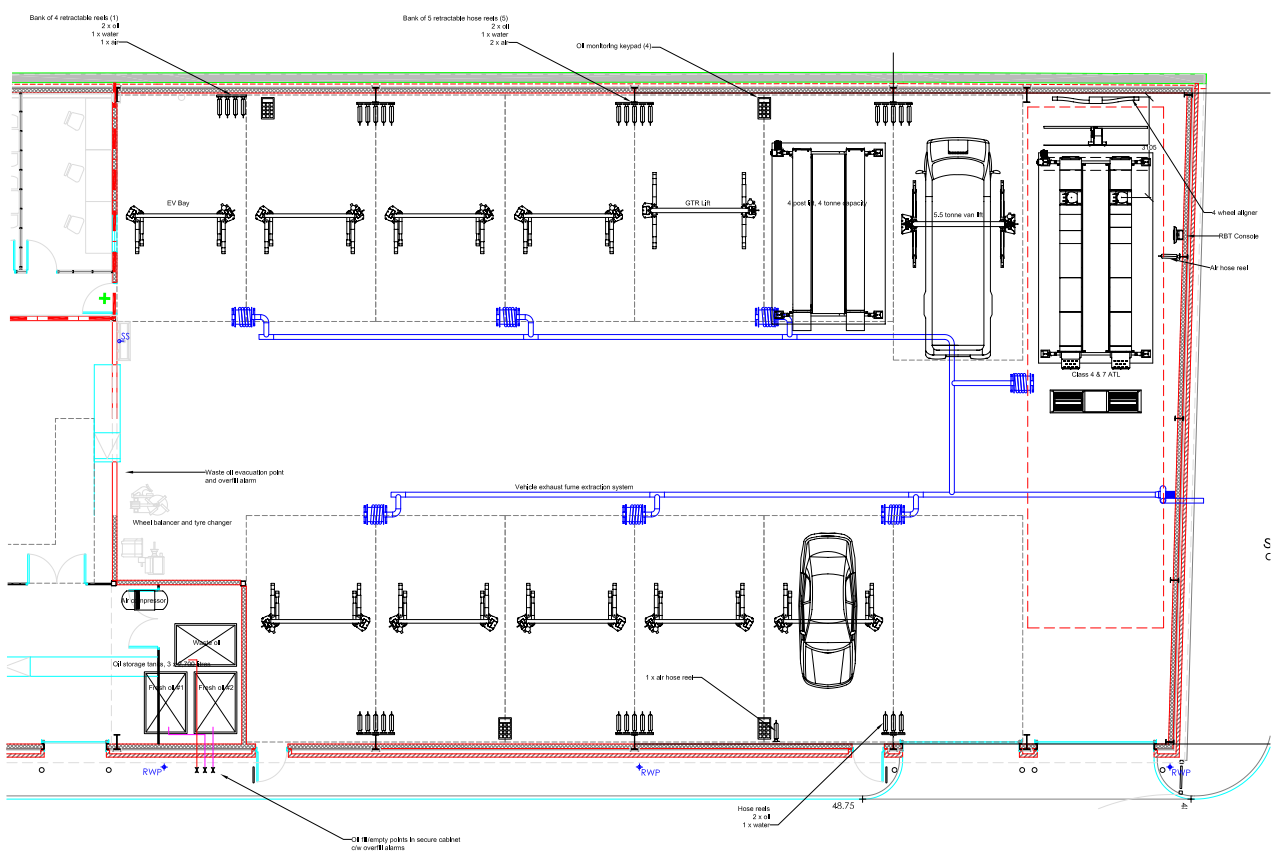 Bank of 4 retractable reels (1)
2 x oil
1 x water
1 x air
Bank of 5 retractable hose reels (5)
2 x oil
1 x water
2 x air
Oil monitoring keypad (4)
3105
EV Bay
GTR Lift
4 post lift, 4 tonne capacity
5.5 tonne van lift
4 wheel aligner
RBT Console
Air hose reel
SS
Class 4 & 7 ATL
Waste oil evacuation point
and overfill alarm
Vehicle exhaust fume extraction system
Wheel balancer and tyre changer
S
c
Air compressor
Waste oil
Oil storage tanks, 3 x
Fresh oil #1
Fresh oil #2
1 x air hose reel
RWP
RWP
RWP
48.75
Hose reels
2 x oil
1 x water
Oil fill/empty points in secure cabinet
c/w overfill alarms